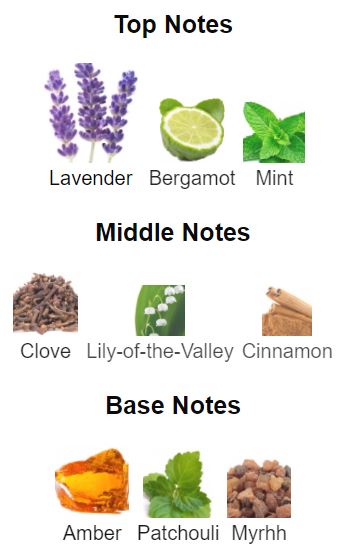 Top Notes
Lavender Bergamot Mint
Middle Notes
Clove Lily-of-the-Valley Cinnamon
Base Notes
Amber Patchouli Myrhh